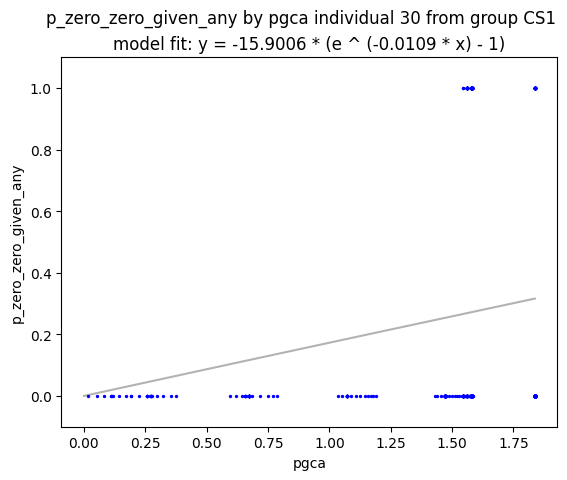 p_zero_zero_given_any by pgca individual 30 from group CS1
model fit: y = -15.9006 * (e ^ (-0.0109 * x) - 1)
1.0
0.8
0.6
0.4
0.2
0.0
p_zero_zero_given_any
0.00 0.25 0.50 0.75 1.00 1.25 1.50 1.75
pgca